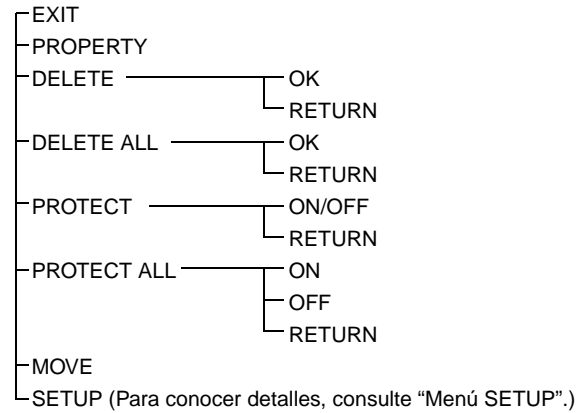 EXIT
PROPERTY
DELETE OK
RETURN
DELETE ALL OK
RETURN
PROTECT ON/OFF
RETURN
PROTECT ALL ON
OFF
RETURN
MOVE
SETUP (Para conocer detalles, consulte “Menú SETUP”.)